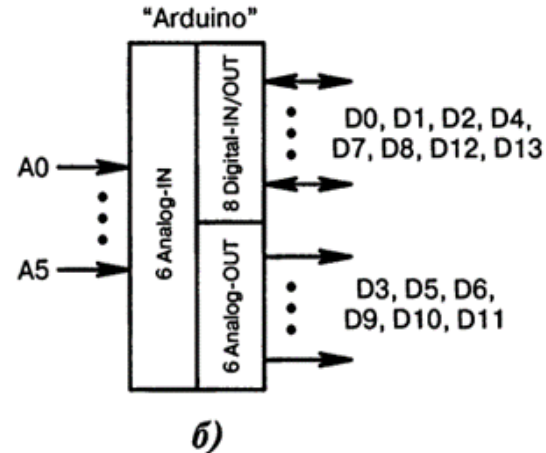 “Arduino”
A0
A5
6 Analog-IN
8 Digital-IN/OUT
6 Analog-OUT
D0, D1, D2, D4,
D7, D8, D12, D13
D3, D5, D6,
D9, D10, D11
б)